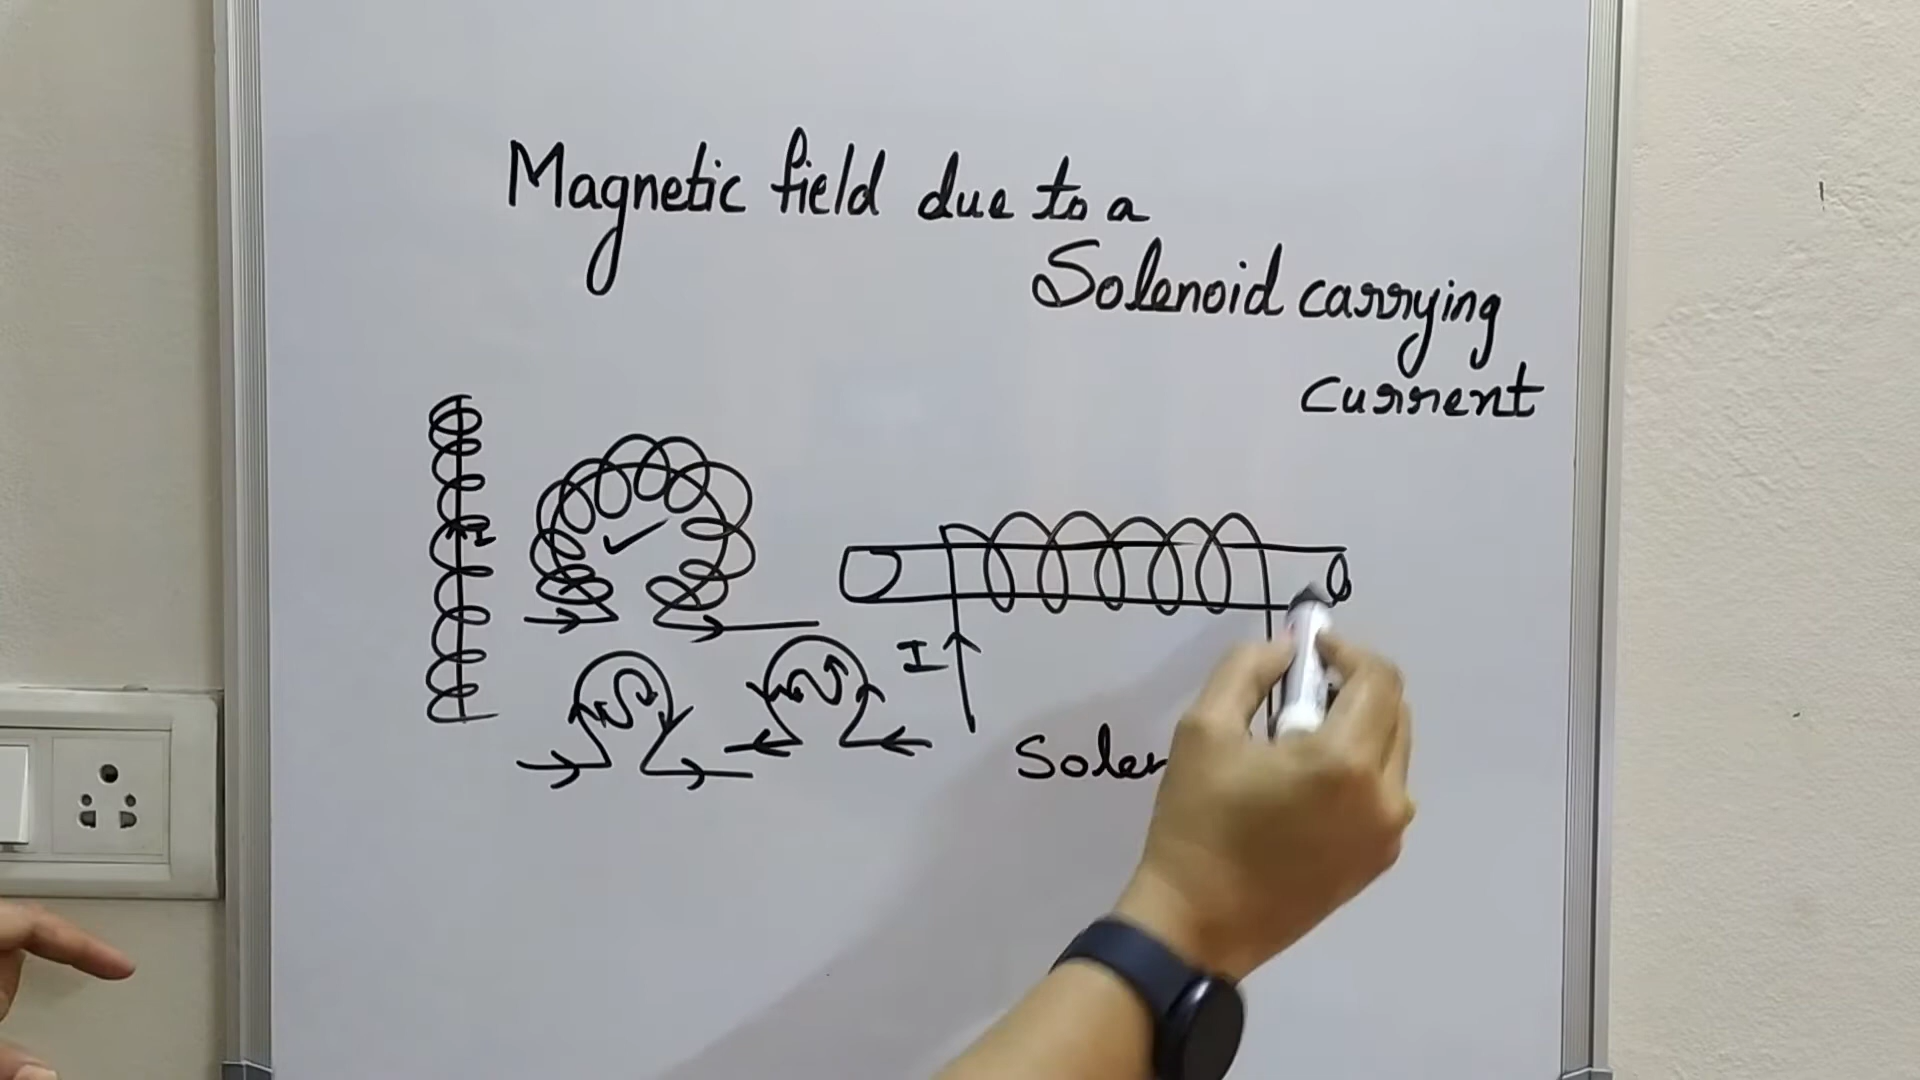 Magnetic field due to a
Solenoid carrying
current
I
I
S N
S N